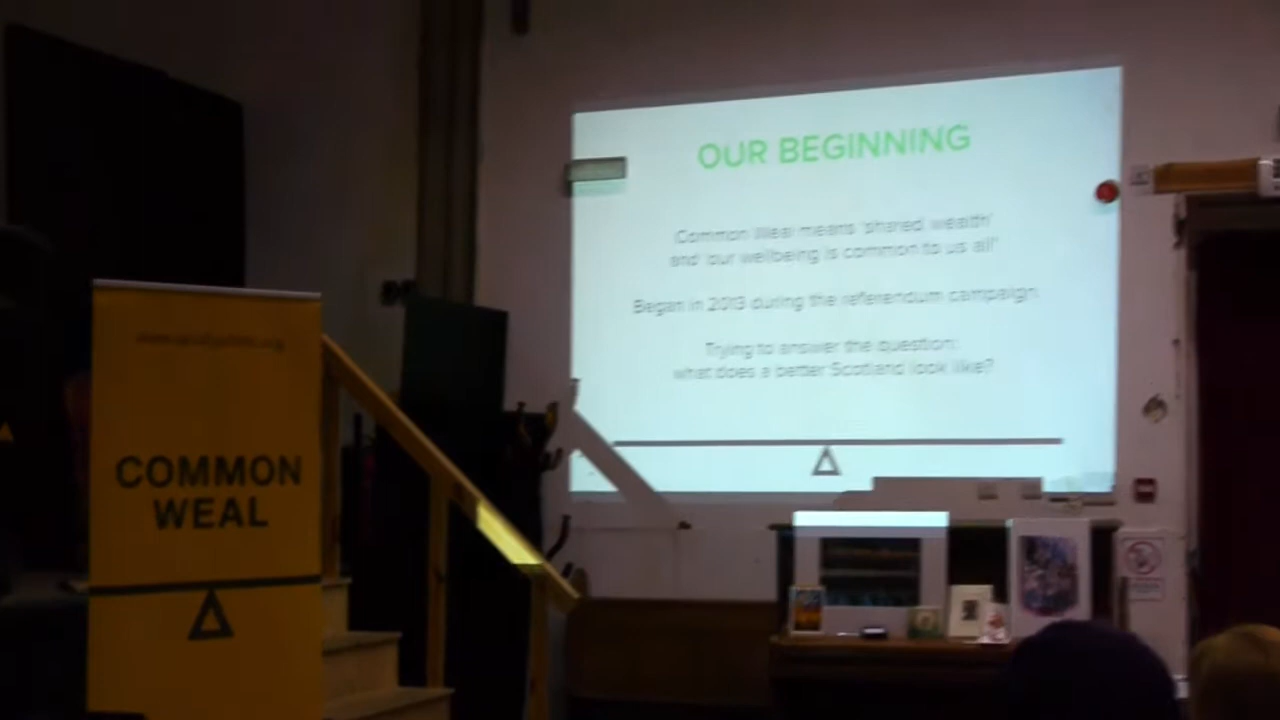 OUR BEGINNING
Common Weal means 'shared wealth'
and 'our wellbeing is common to us all'
Began in 2013 during the referendum campaign
Trying to answer the question:
what does a better Scotland look like?
COMMON
WEAL